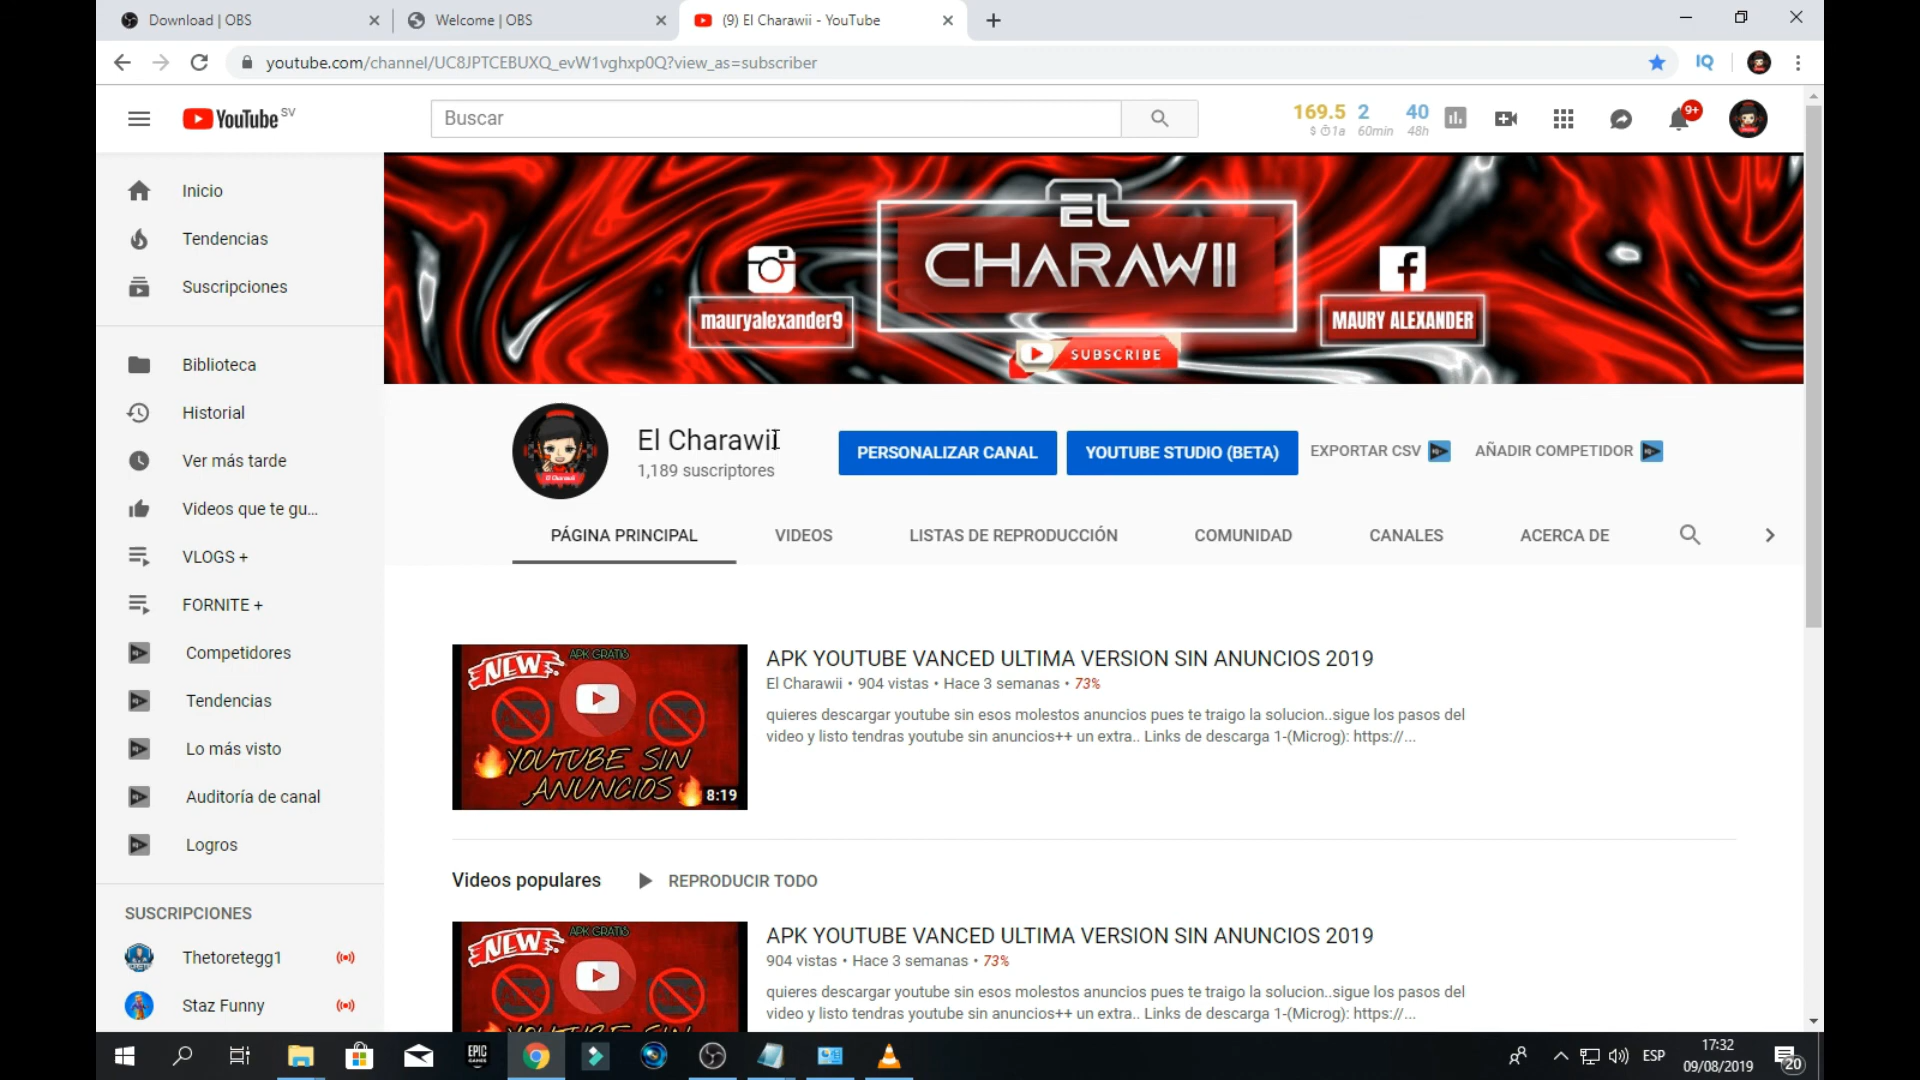 Download | OBS
Welcome | OBS
(9) El Charawii - YouTube
youtube.com/channel/UC8JPTCEBUXQ_evW1vghxp0Q?view_as=subscriber
IQ
YouTube SV
Buscar
169.5 2 40
$ 1a 60min 48h
9+
Inicio
Tendencias
Suscripciones
Biblioteca
Historial
Ver más tarde
Videos que te gu...
VLOGS +
FORNITE +
Competidores
Tendencias
Lo más visto
Auditoría de canal
Logros
SUSCRIPCIONES
Thetoretegg1
Staz Funny
EL
CHARAWII
mauryalexander9
MAURY ALEXANDER
SUBSCRIBE
El Charawii
El Charawii
1,189 suscriptores
PERSONALIZAR CANAL
YOUTUBE STUDIO (BETA)
EXPORTAR CSV
AÑADIR COMPETIDOR
PÁGINA PRINCIPAL
VIDEOS
LISTAS DE REPRODUCCIÓN
COMUNIDAD
CANALES
ACERCA DE
NEW
APK GRATIS
YOUTUBE SIN
ANUNCIOS
8:19
APK YOUTUBE VANCED ULTIMA VERSION SIN ANUNCIOS 2019
El Charawii • 904 vistas • Hace 3 semanas • 73%
quieres descargar youtube sin esos molestos anuncios pues te traigo la solucion..sigue los pasos del
video y listo tendras youtube sin anuncios++ un extra.. Links de descarga 1-(Microg): https://...
Videos populares
REPRODUCIR TODO
NEW
APK GRATIS
YOUTUBE SIN
APK YOUTUBE VANCED ULTIMA VERSION SIN ANUNCIOS 2019
904 vistas • Hace 3 semanas • 73%
quieres descargar youtube sin esos molestos anuncios pues te traigo la solucion..sigue los pasos del
video y listo tendras youtube sin anuncios++ un extra.. Links de descarga 1-(Microg): https://...
EPIC
GAMES
ESP
17:32
09/08/2019
20